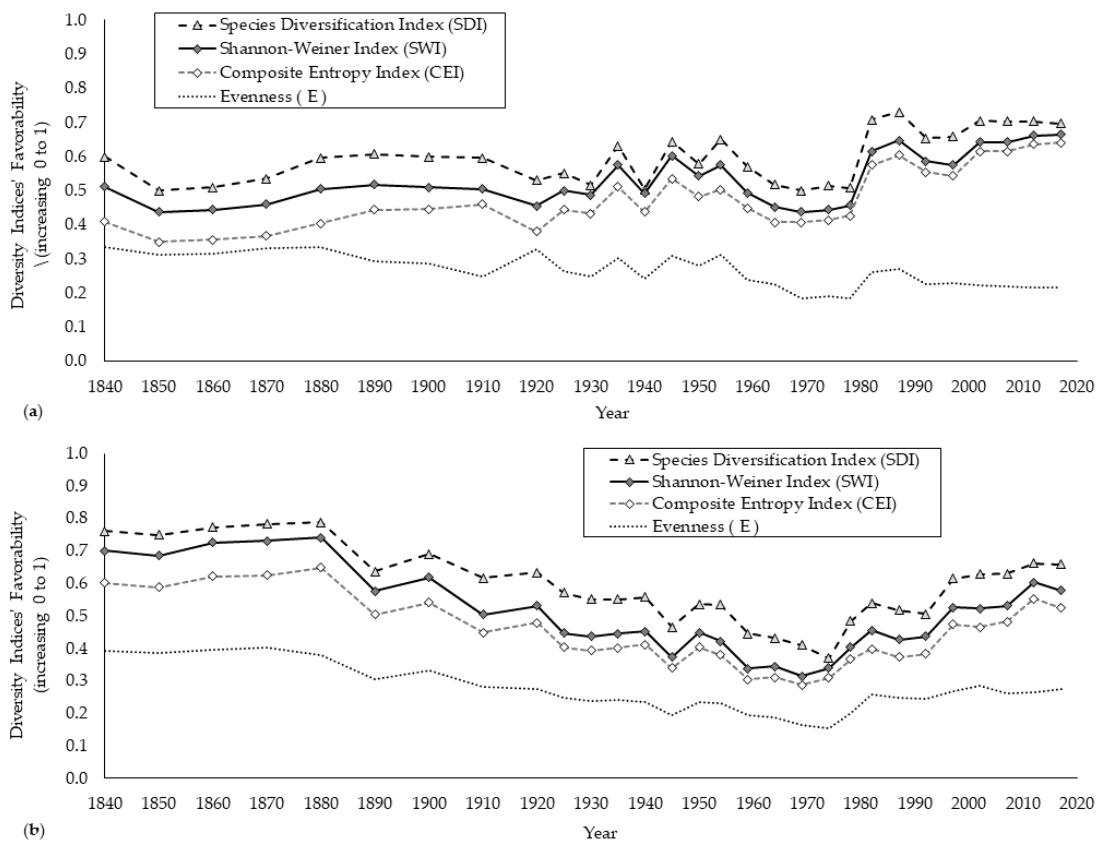 (a)
1.0
0.9
0.8
0.7
0.6
0.5
0.4
0.3
0.2
0.1
0.0
Diversity Indices' Favorability
\ (increasing 0 to 1)
Species Diversification Index (SDI)
Shannon-Weiner Index (SWI)
Composite Entropy Index (CEI)
Evenness ( E )
1840 1850 1860 1870 1880 1890 1900 1910 1920 1930 1940 1950 1960 1970 1980 1990 2000 2010 2020
Year
(b)
1.0
0.9
0.8
0.7
0.6
0.5
0.4
0.3
0.2
0.1
0.0
Diversity Indices' Favorability
(increasing 0 to 1)
Species Diversification Index (SDI)
Shannon-Weiner Index (SWI)
Composite Entropy Index (CEI)
Evenness ( E )
1840 1850 1860 1870 1880 1890 1900 1910 1920 1930 1940 1950 1960 1970 1980 1990 2000 2010 2020
Year